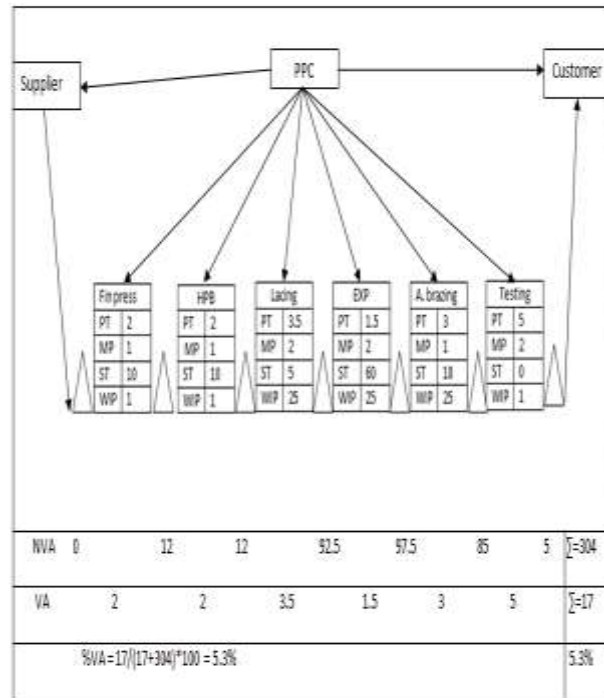 PPC
Supplier
Customer
Fin press
PT 2
MP 1
ST 10
WIP 1
HPB
PT 2
MP 1
ST 10
WIP 1
Lacing
PT 3.5
MP 2
ST 5
WIP 25
EXP
PT 1.5
MP 2
ST 60
WIP 25
A. brazing
PT 3
MP 1
ST 10
WIP 25
Testing
PT 5
MP 2
ST 0
WIP 1
NVA 0 12 12 92.5 97.5 85 5 ∑=304
VA 2 2 3.5 1.5 3 5 ∑=17
%VA=17/(17+304)*100 = 5.3% 5.3%